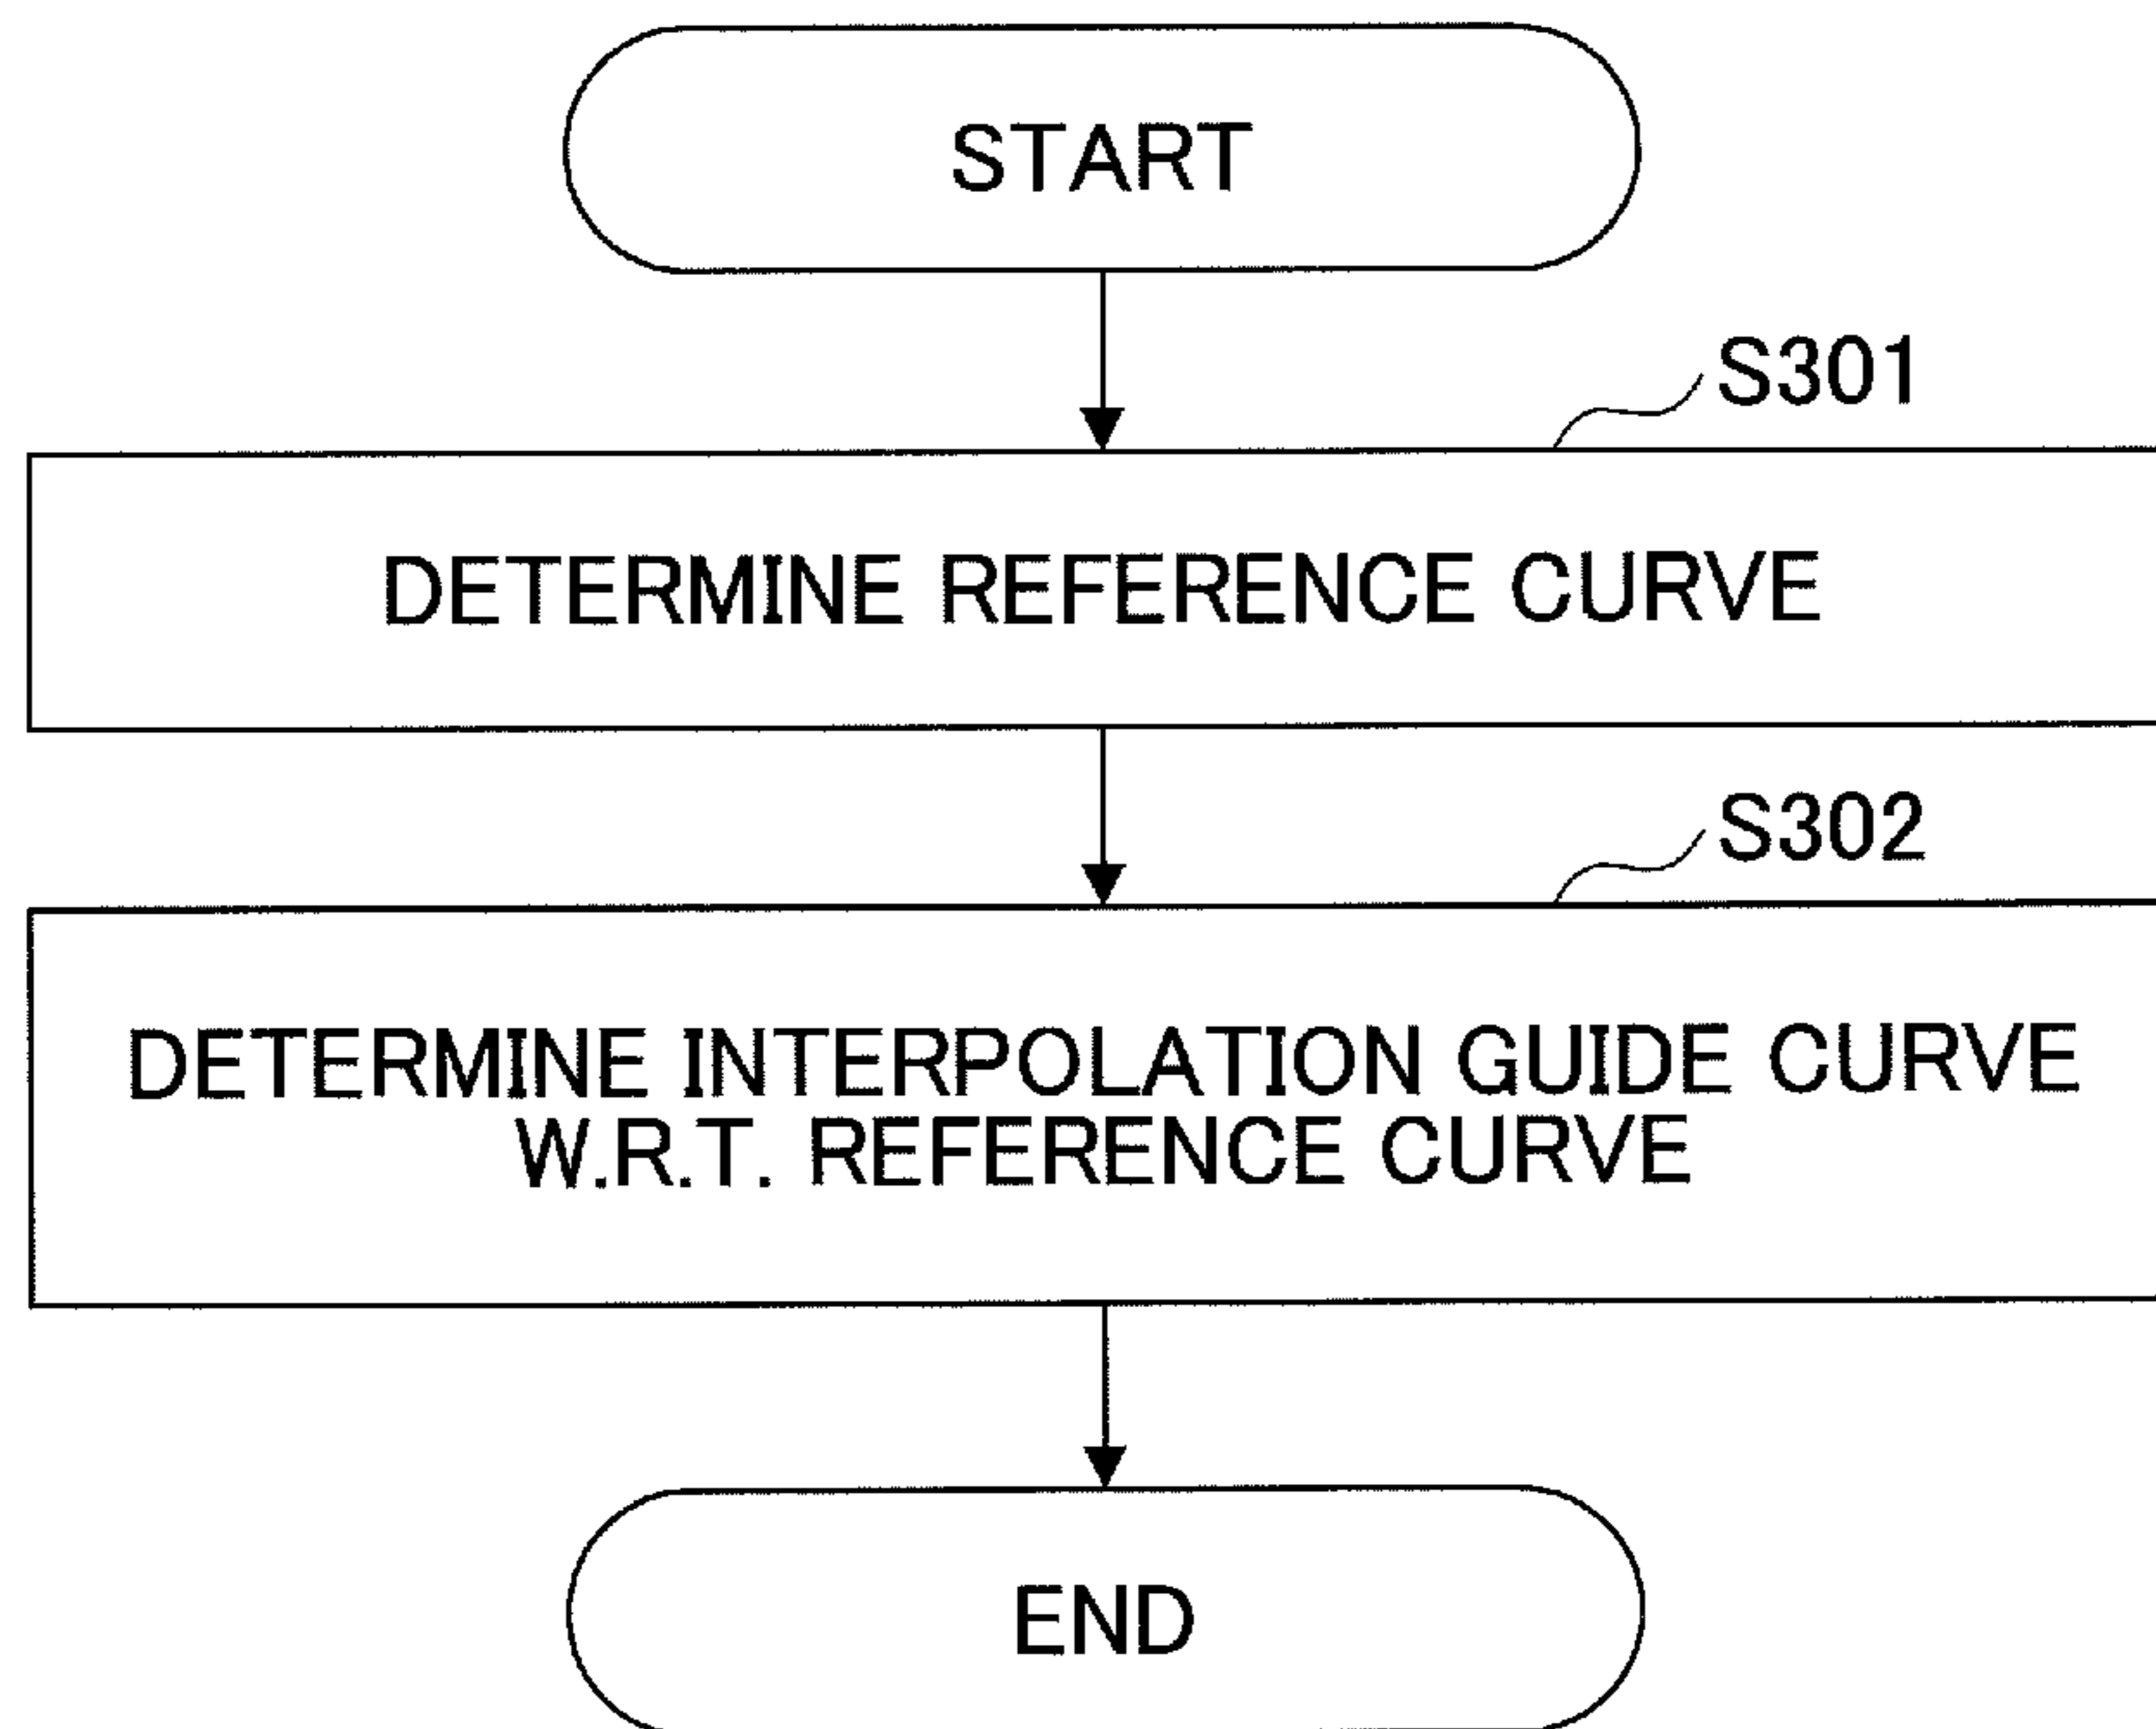 START
S301
DETERMINE REFERENCE CURVE
S302
DETERMINE INTERPOLATION GUIDE CURVE
W.R.T. REFERENCE CURVE
END